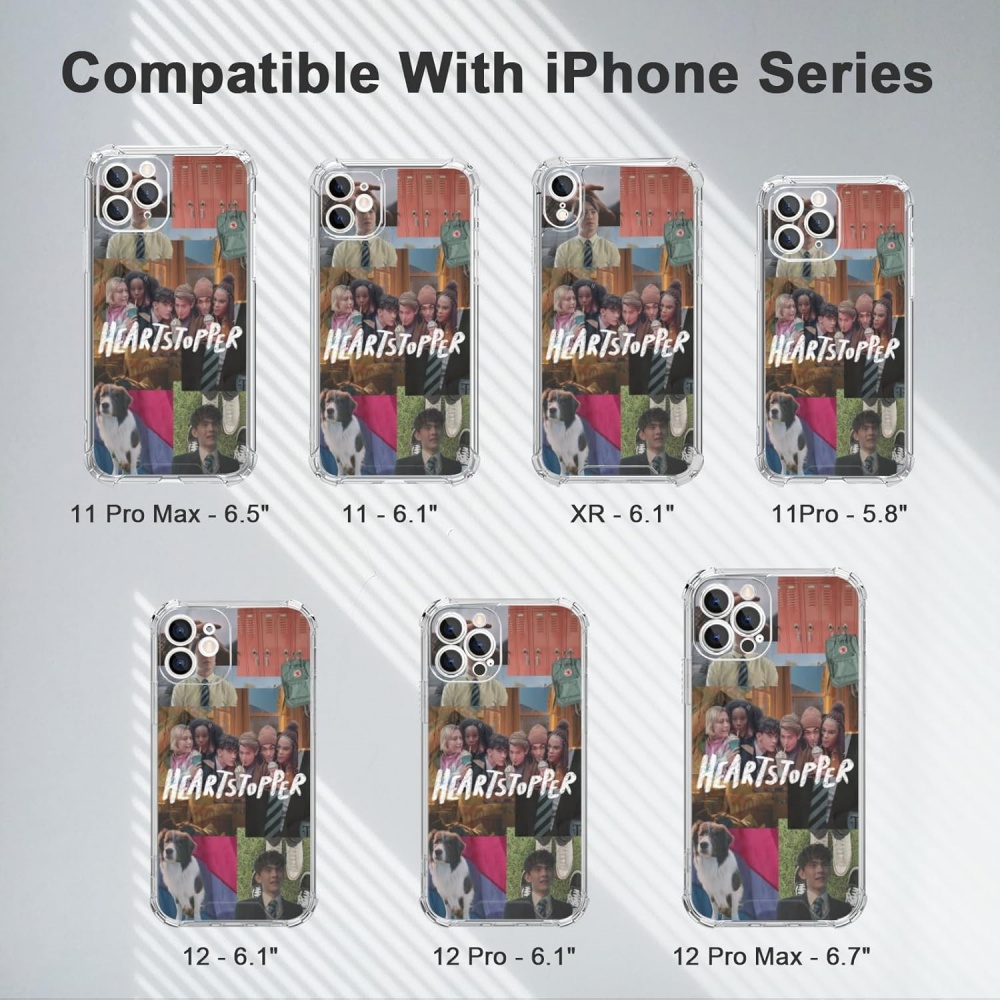 Compatible With iPhone Series
HEARTSTOPPER
HEARTSTOPPER
HEARTSTOPPER
HEARTSTOPPER
11 Pro Max - 6.5"
11 - 6.1"
XR - 6.1"
11Pro - 5.8"
HEARTSTOPPER
HEARTSTOPPER
HEARTSTOPPER
12 - 6.1"
12 Pro - 6.1"
12 Pro Max - 6.7"